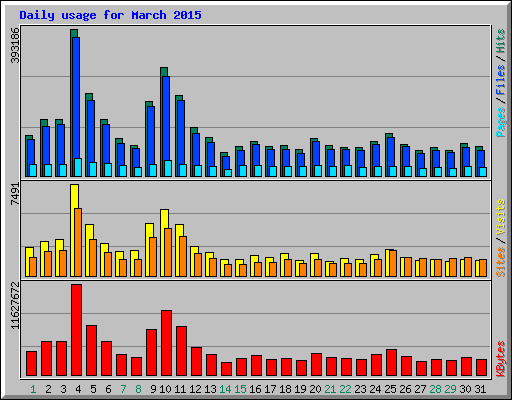 Daily usage for March 2015
393186
Pages / Files / Hits
7491
Sites / Visits
11627672
KBytes
1 2 3 4 5 6 7 8 9 10 11 12 13 14 15 16 17 18 19 20 21 22 23 24 25 26 27 28 29 30 31